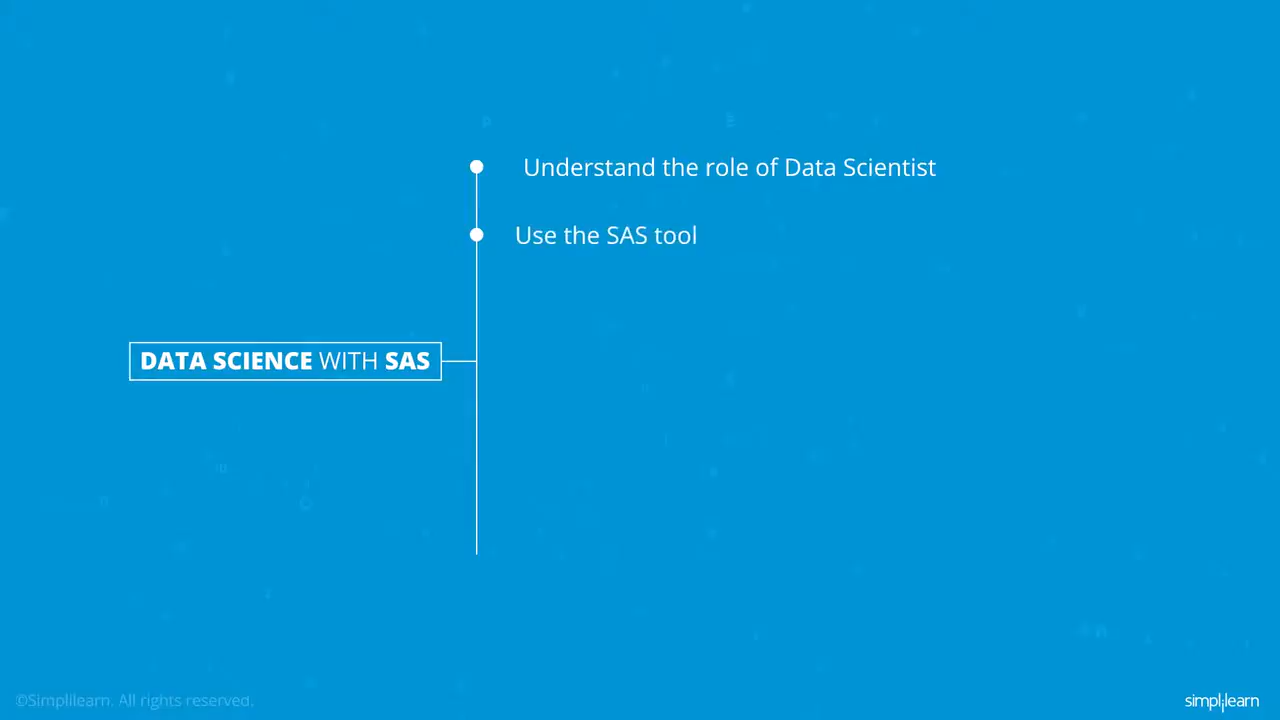 Understand the role of Data Scientist
Use the SAS tool
DATA SCIENCE WITH SAS
©Simplilearn. All rights reserved.
simplilearn